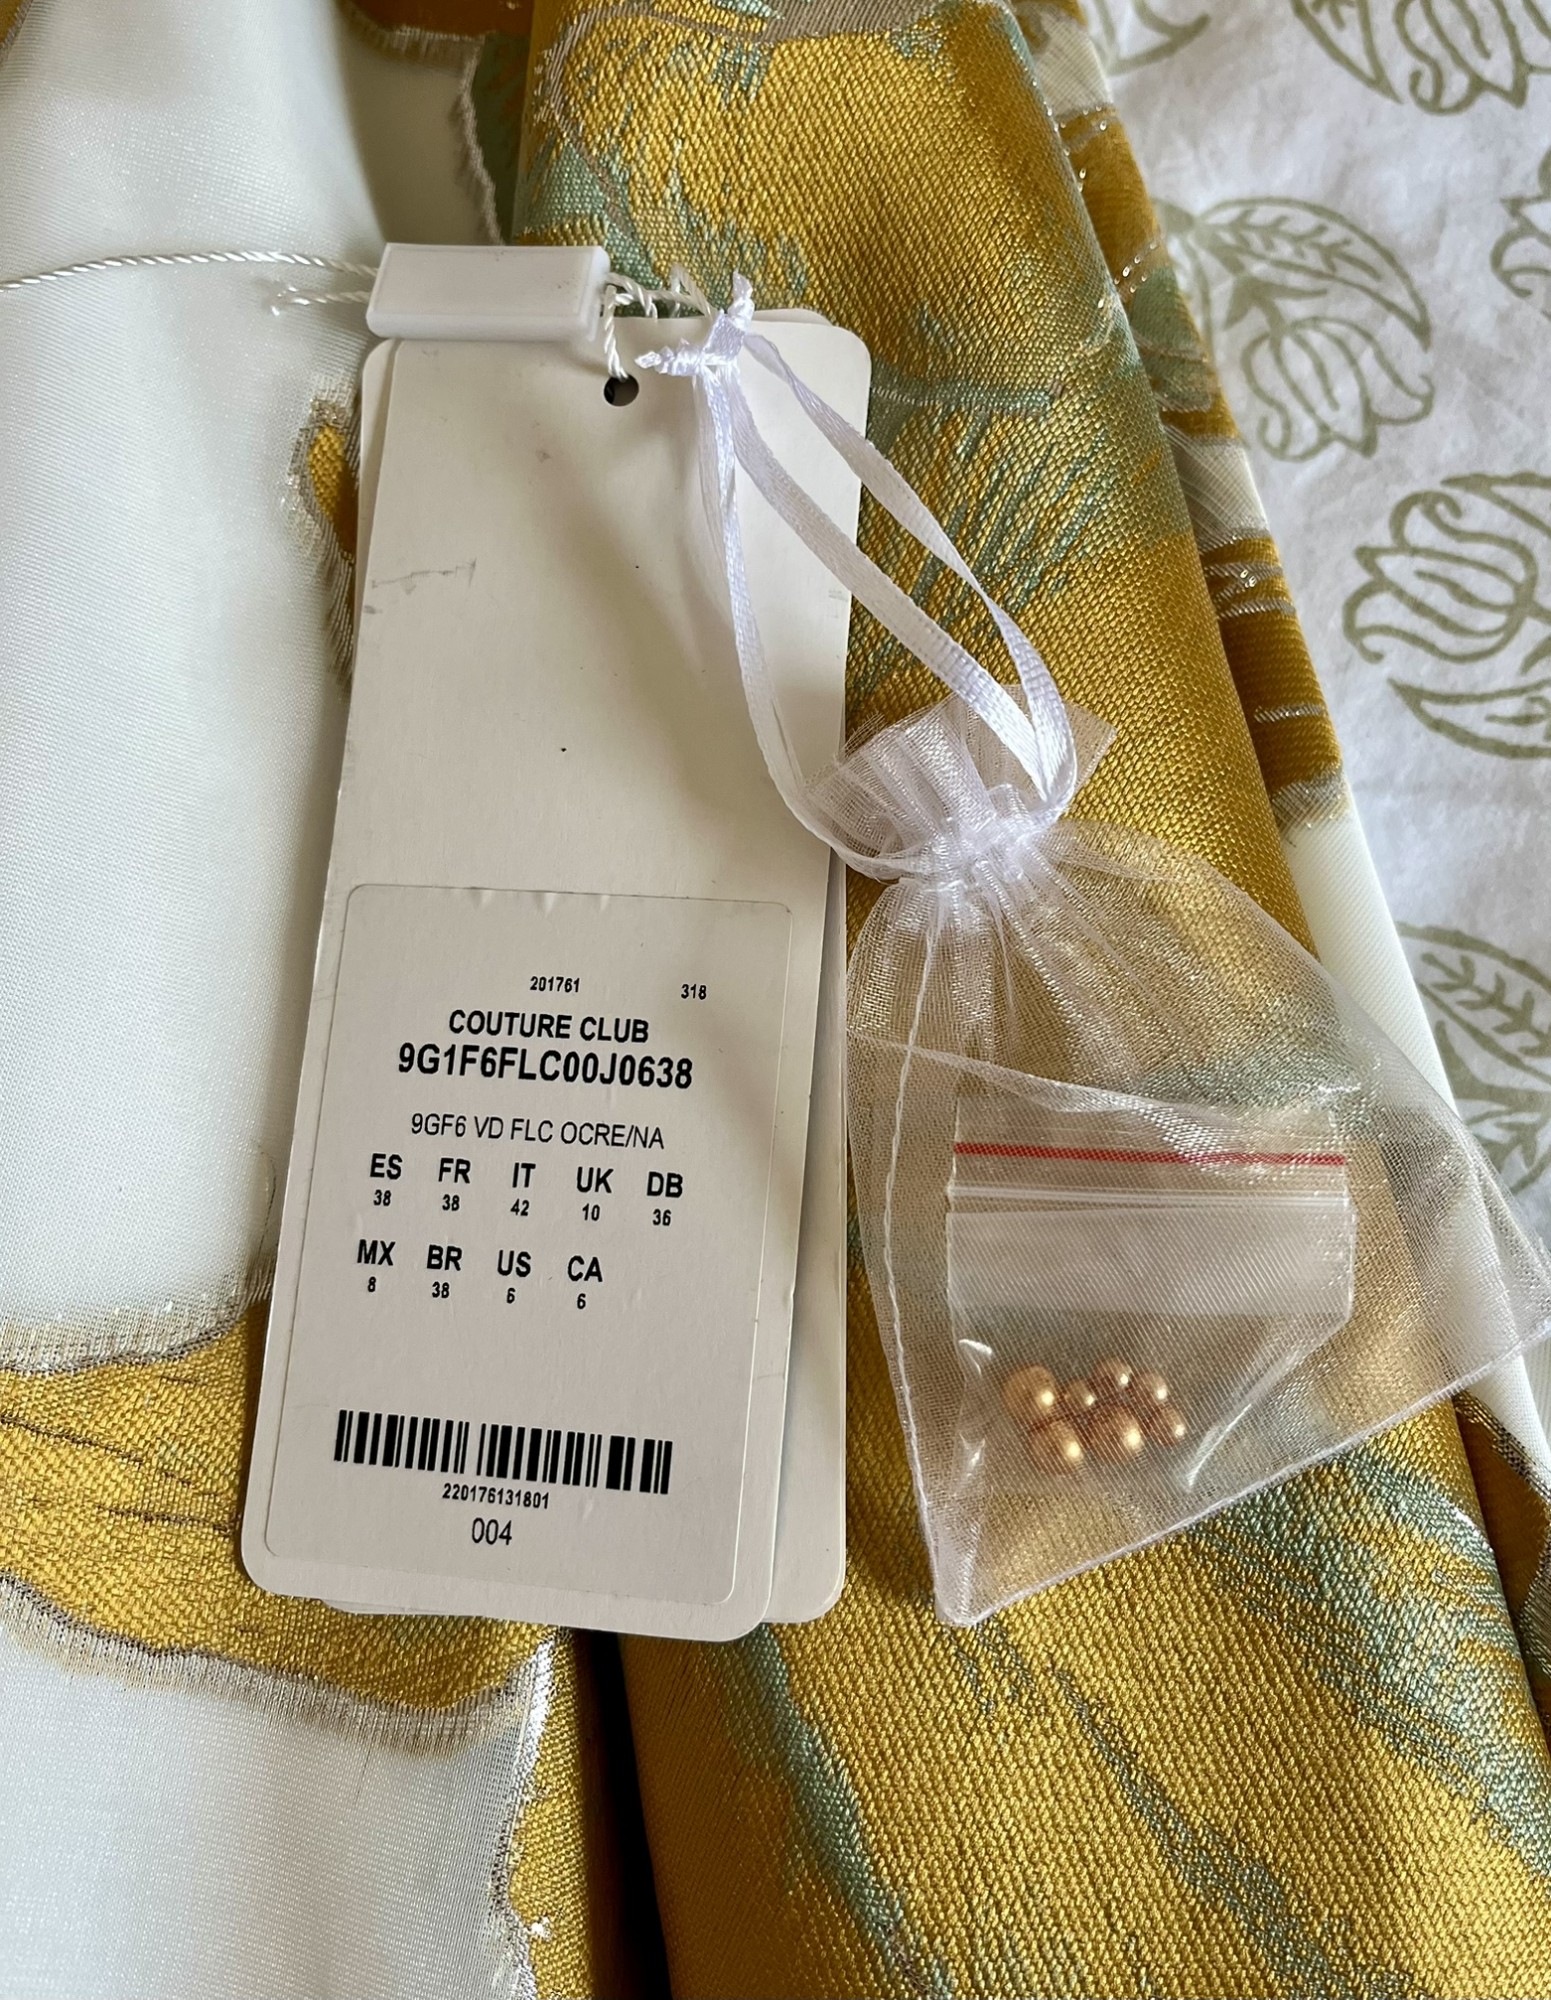 201761 318
COUTURE CLUB
9G1F6FLC00J0638
9GF6 VD FLC OCRE/NA
ES FR IT UK DB
38 38 42 10 36
MX BR US CA
8 38 6 6
220176131801
004